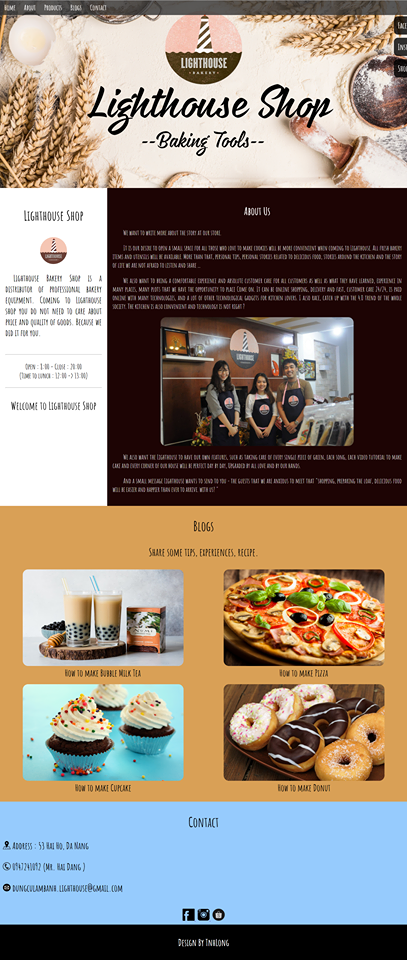 Home About Products Blogs Contact
Face
Inst
Shop
LIGHTHOUSE
BAKERY
Lighthouse Shop
--Baking Tools--
Lighthouse Shop
Lighthouse Bakery Shop is a
distributor of professional bakery
equipment. Coming to Lighthouse
shop you do not need to care about
price and quality of goods. Because we
did it for you.
Open : 7:00 - Close : 20:00
(Time to lunch : 12:00 -> 13:00)
Welcome to Lighthouse Shop
About Us
We want to write more about the story at our store.
It is our desire to open a small space for all those who love to make cookies will be more convenient when coming to Lighthouse. All fresh bakery
items and utensils will be available. More than that, personal tips, personal stories related to delicious food, stories around the kitchen and the story
of life we are not afraid to listen and share ...
We also want to bring a comfortable experience and absolute customer care for all customers as well as what they have learned, experience in
many places, many posts that we have the opportunity to place come on. It can be online shopping, delivery and fast, customer care 24/24, is paid
online with many technologies, and a lot of other technological gadgets for kitchen lovers. I also race, catch up with the 4.0 trend of the whole
society. The kitchen is also convenient and technology is not right?
LIGHTHOUSE
We also want the Lighthouse to have our own features, such as taking care of every single piece of green, each song, each video tutorial to make
cake and every corner of our house will be perfect day by day, upgraded by all love and by our hands.
And a small message Lighthouse wants to send to you - the guests that we are anxious to meet that "shopping, preparing the loaf, delicious food
will be easier and happier than ever to arrive. with us! "
Blogs
Share some tips, experiences, recipe.
How to make Bubble Milk Tea
How to make Pizza
How to make Cupcake
How to make Donut
Contact
Address : 53 Hai Ho, Da Nang
0947241092 (Mr. Hai Dang )
dungculambanh.lighthouse@gmail.com
Design By InhLong